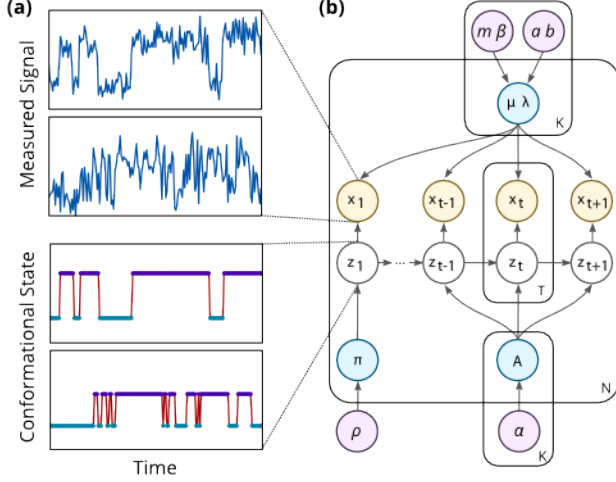 (a)
Measured Signal
Conformational State
Time
(b)
m β
a b
μ λ
K
x1
xt-1
xt
xt+1
z1
...
zt-1
zt
zt+1
T
π
A
N
ρ
α
K